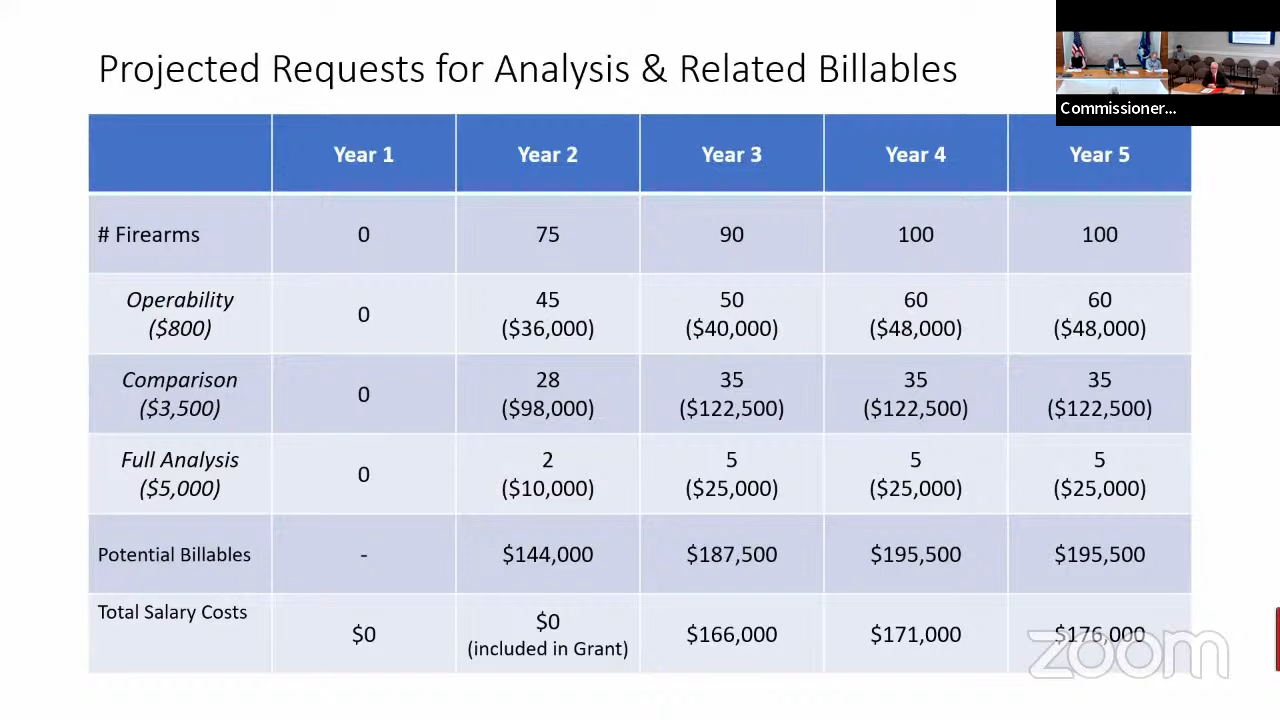 Projected Requests for Analysis & Related Billables
Commissioner...
Year 1 Year 2 Year 3 Year 4 Year 5
# Firearms 0 75 90 100 100
Operability ($800) 0 45 ($36,000) 50 ($40,000) 60 ($48,000) 60 ($48,000)
Comparison ($3,500) 0 28 ($98,000) 35 ($122,500) 35 ($122,500) 35 ($122,500)
Full Analysis ($5,000) 0 2 ($10,000) 5 ($25,000) 5 ($25,000) 5 ($25,000)
Potential Billables - $144,000 $187,500 $195,500 $195,500
Total Salary Costs $0 $0 (included in Grant) $166,000 $171,000 $176,000
zoom